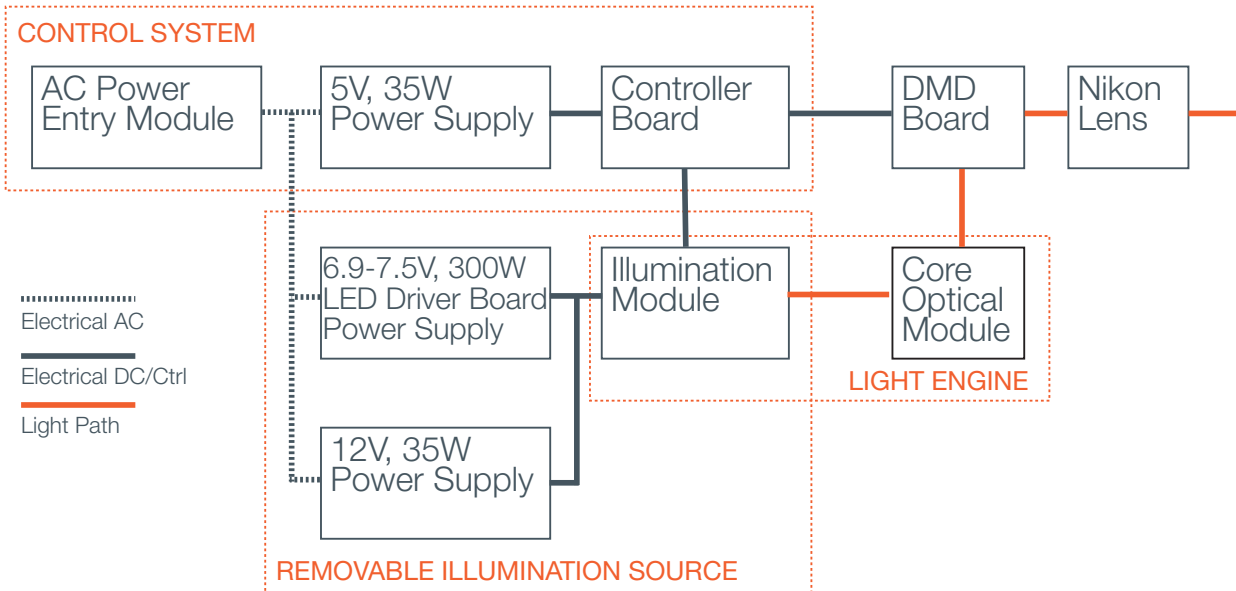 CONTROL SYSTEM
AC Power
Entry Module
5V, 35W
Power Supply
Controller
Board
DMD
Board
Nikon
Lens
6.9-7.5V, 300W
LED Driver Board
Power Supply
Illumination
Module
Core
Optical
Module
LIGHT ENGINE
Electrical AC
Electrical DC/Ctrl
Light Path
12V, 35W
Power Supply
REMOVABLE ILLUMINATION SOURCE